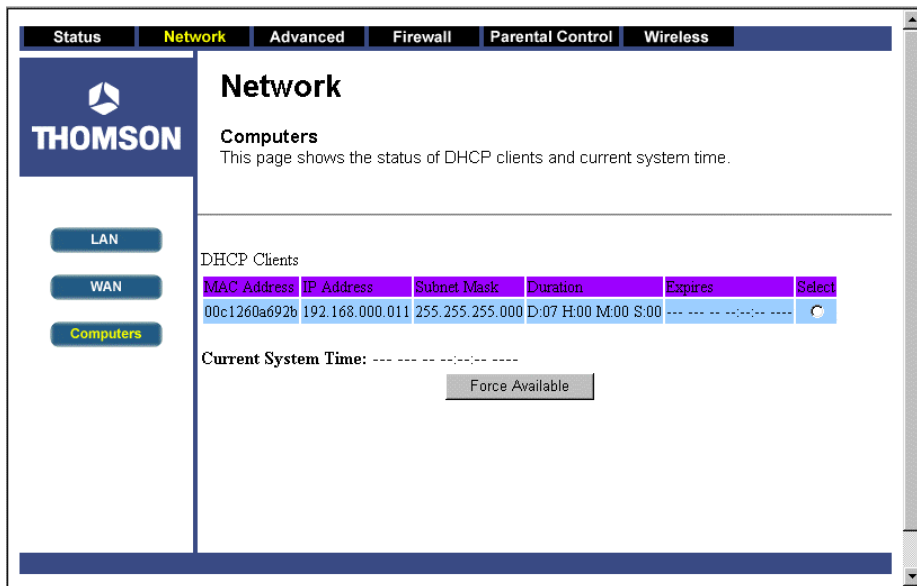 Status Network Advanced Firewall Parental Control Wireless
THOMSON
Network
Computers
This page shows the status of DHCP clients and current system time.
LAN
WAN
Computers
DHCP Clients
MAC Address IP Address Subnet Mask Duration Expires Select
00c1260a692b 192.168.000.011 255.255.255.000 D:07 H:00 M:00 S:00 --- --- -- --:--:-- ----
Current System Time: --- --- -- --:--:-- ----
Force Available